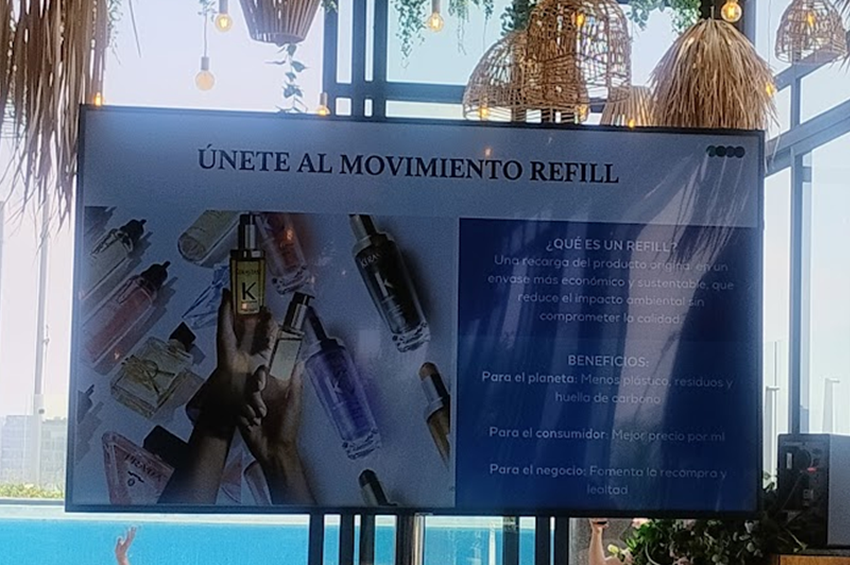 ÚNETE AL MOVIMIENTO REFILL
¿QUÉ ES UN REFILL?
Una recarga del producto original en un
envase más económico y sustentable, que
reduce el impacto ambiental sin
comprometer la calidad.
BENEFICIOS:
Para el planeta: Menos plástico, residuos y
huella de carbono
Para el consumidor: Mejor precio por ml
Para el negocio: Fomenta la recompra y
lealtad
K
K
PRADA